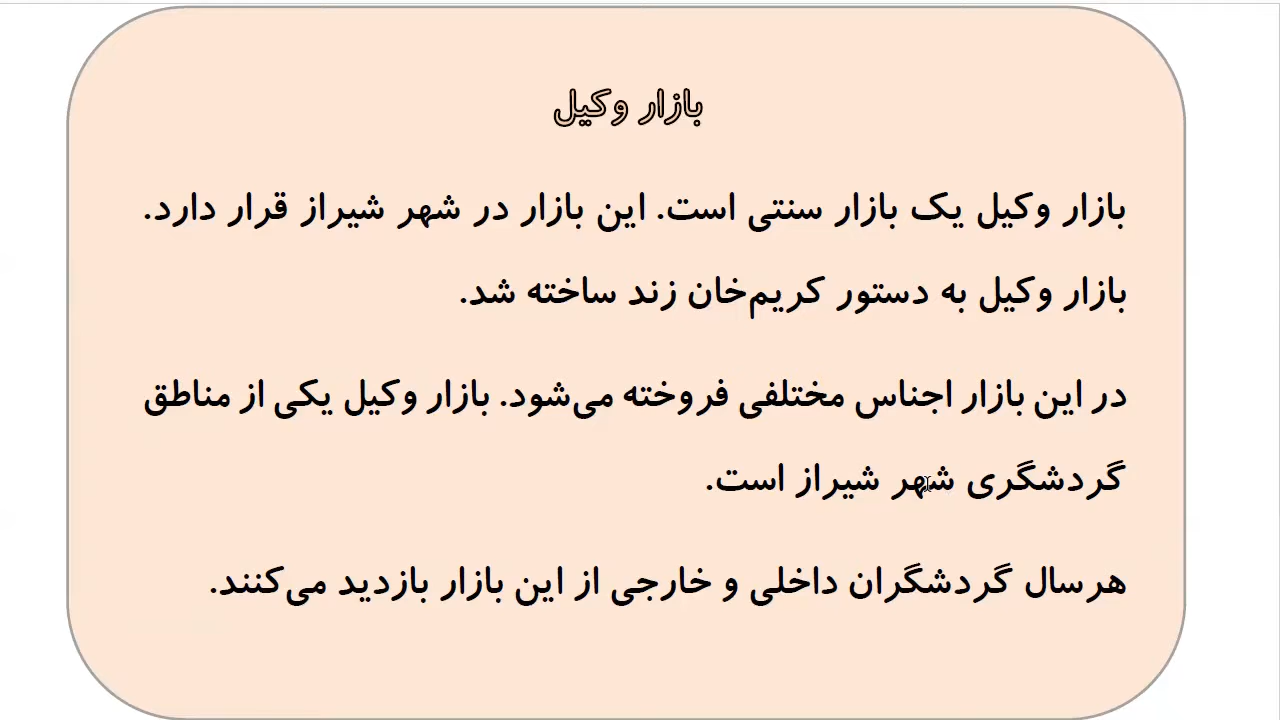 بازار وکیل
بازار وکیل یک بازار سنتی است. این بازار در شهر شیراز قرار دارد.
بازار وکیل به دستور کریم‌خان زند ساخته شد.
در این بازار اجناس مختلفی فروخته می‌شود. بازار وکیل یکی از مناطق
گردشگری شهر شیراز است.
هرسال گردشگران داخلی و خارجی از این بازار بازدید می‌کنند.